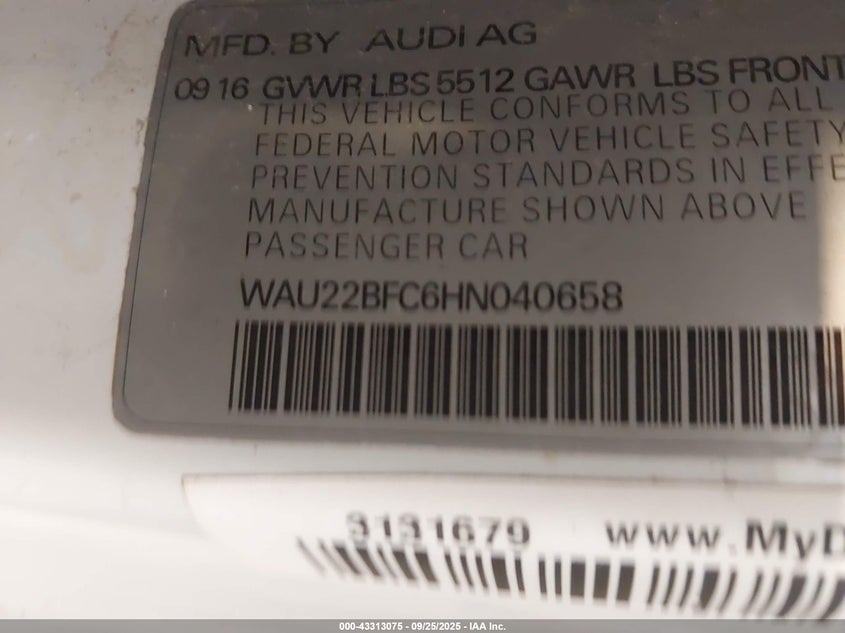 MFD. BY AUDI AG
09 16 GVWR LBS 5512 GAWR LBS FRONT
THIS VEHICLE CONFORMS TO ALL
FEDERAL MOTOR VEHICLE SAFETY
PREVENTION STANDARDS IN EFFE
MANUFACTURE SHOWN ABOVE
PASSENGER CAR
WAU22BFC6HN040658
3131679 www.MyD
000-43313075 - 09/25/2025 - IAA Inc.